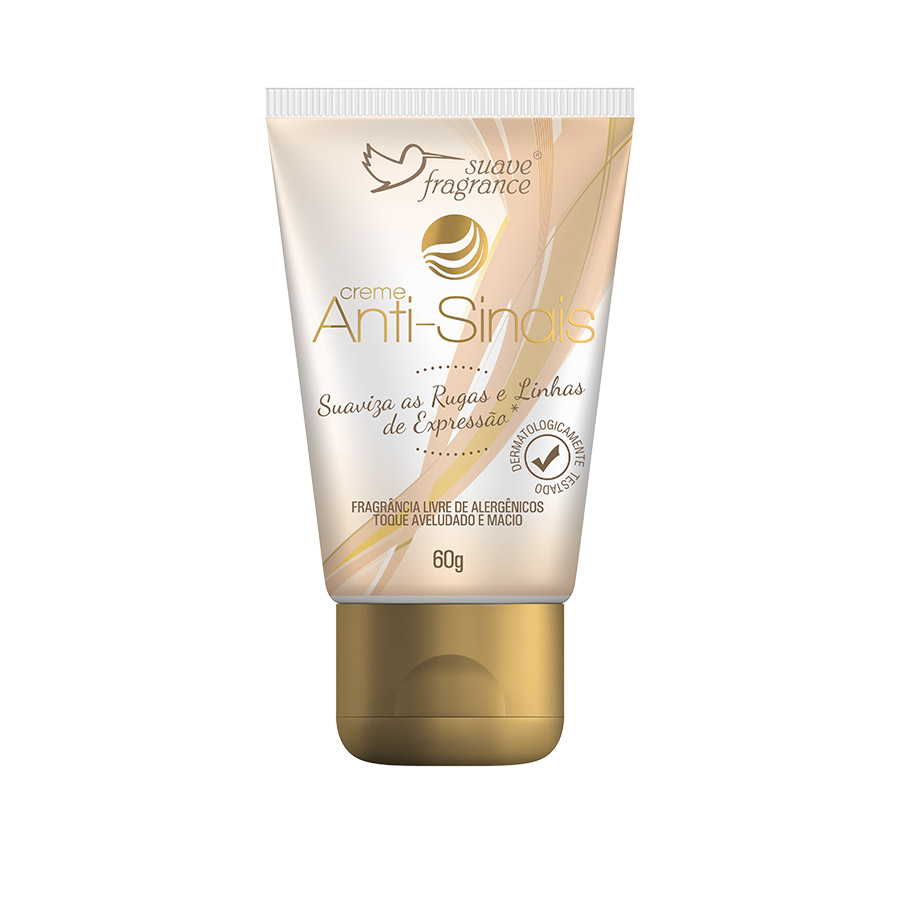 suave®
fragrance
creme
Anti-Sinais
Suaviza as Rugas e Linhas
de Expressão*
DERMATOLOGICAMENTE TESTADO
FRAGRÂNCIA LIVRE DE ALERGÊNICOS
TOQUE AVELUDADO E MACIO
60g